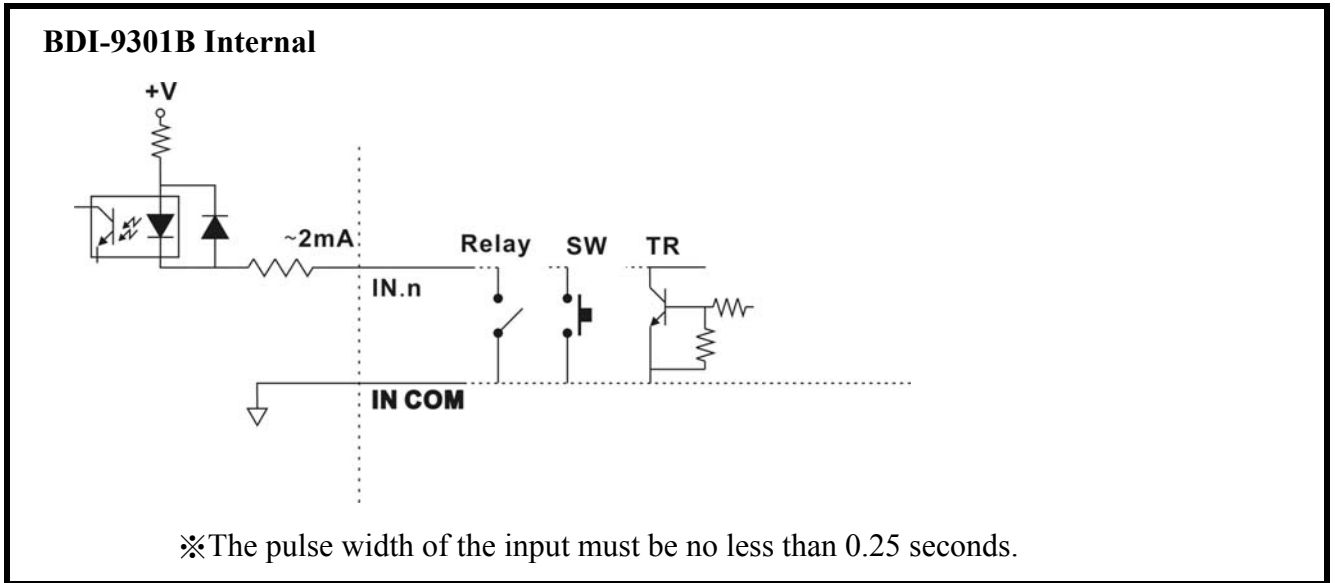 BDI-9301B Internal
+V
~2mA
Relay SW TR
IN.n
IN COM
※The pulse width of the input must be no less than 0.25 seconds.